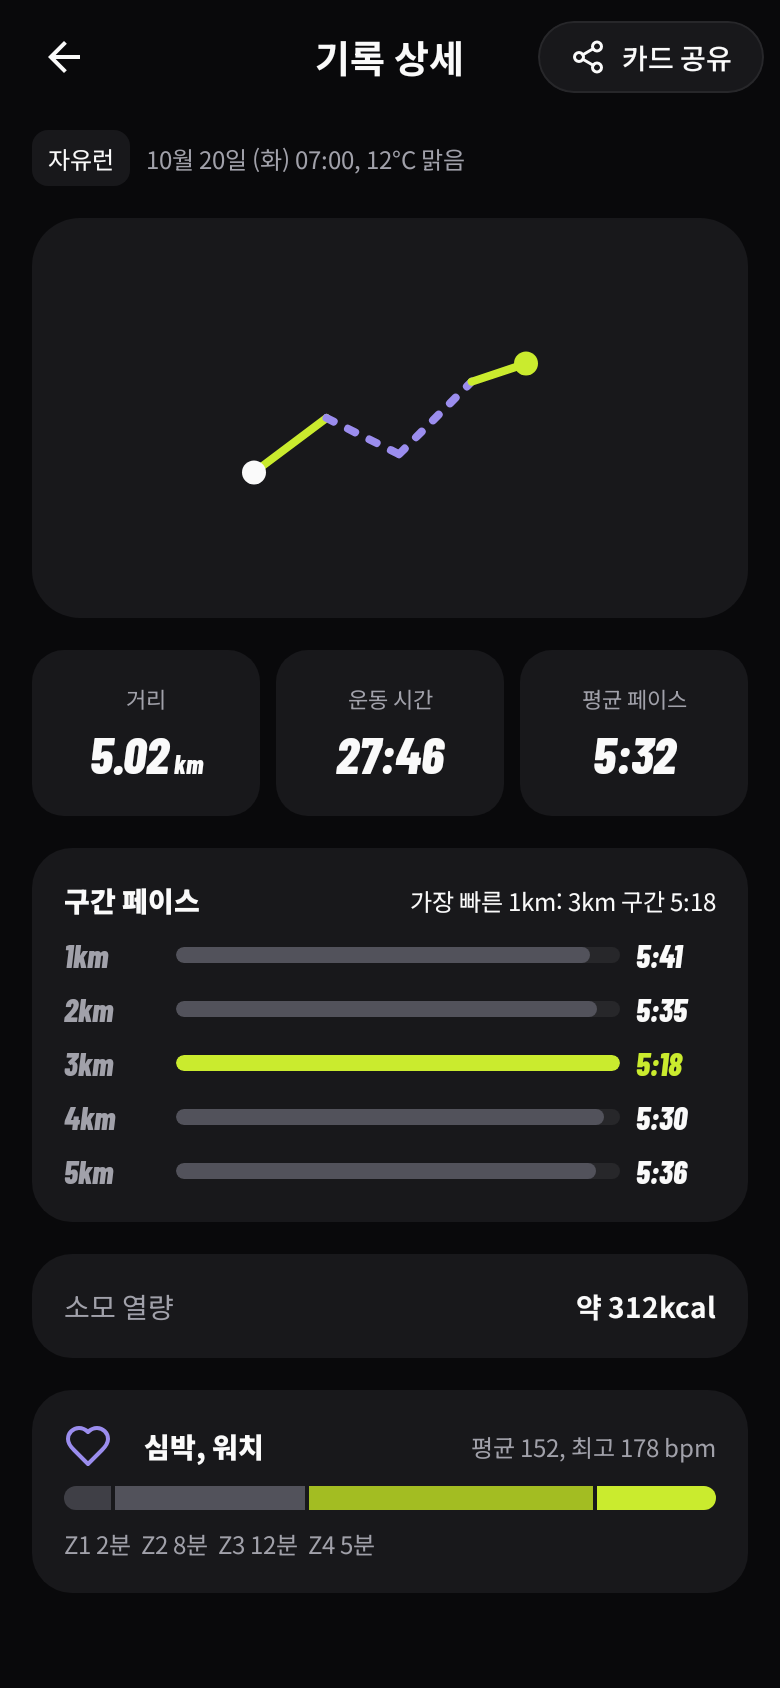 기록 상세
카드 공유
자유런 10월 20일 (화) 07:00, 12°C 맑음
거리 운동 시간 평균 페이스
5.02 km 27:46 5:32
구간 페이스 가장 빠른 1km: 3km 구간 5:18
1km 5:41
2km 5:35
3km 5:18
4km 5:30
5km 5:36
소모 열량 약 312kcal
심박, 워치 평균 152, 최고 178 bpm
Z1 2분 Z2 8분 Z3 12분 Z4 5분